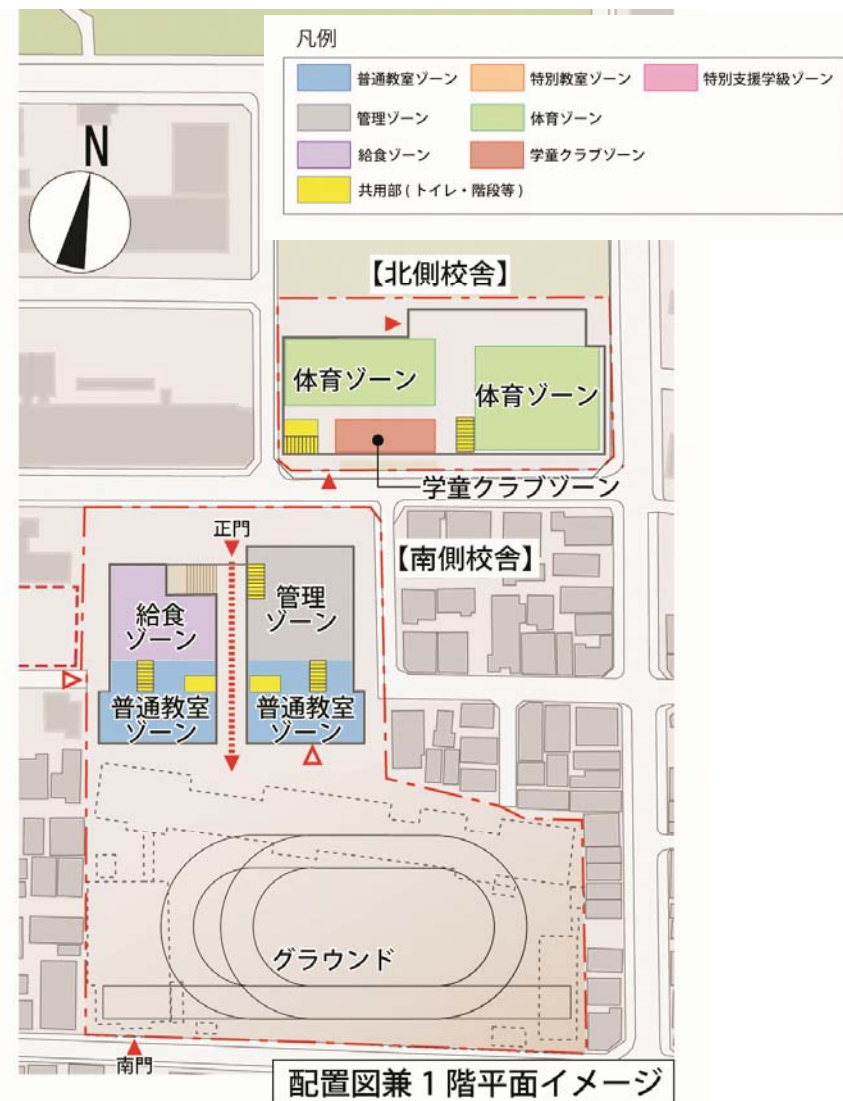 凡例
普通教室ゾーン
特別教室ゾーン
特別支援学級ゾーン
管理ゾーン
体育ゾーン
給食ゾーン
学童クラブゾーン
共用部(トイレ・階段等)
N
【北側校舎】
体育ゾーン
体育ゾーン
学童クラブゾーン
正門
【南側校舎】
給食
ゾーン
管理
ゾーン
普通教室
ゾーン
普通教室
ゾーン
グラウンド
南門
配置図兼1階平面イメージ